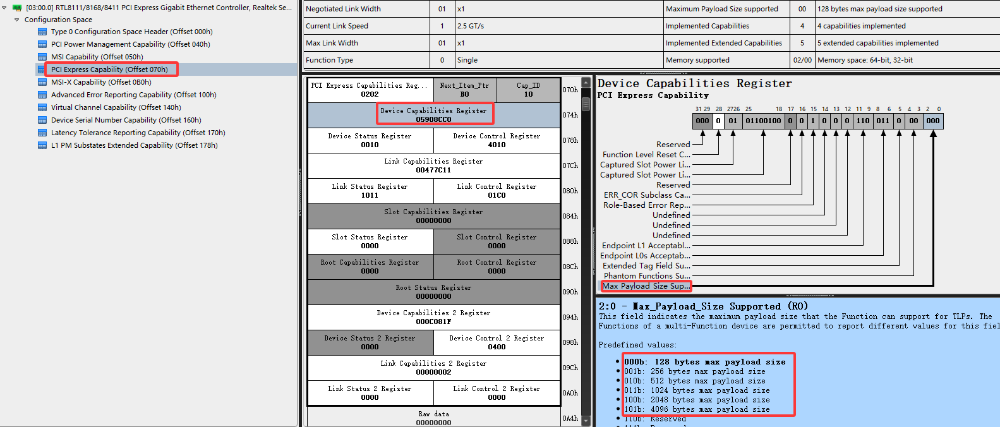 [03:00.0] RTL8111/8168/8411 PCI Express Gigabit Ethernet Controller, Realtek Se...
Configuration Space
Type 0 Configuration Space Header (Offset 000h)
PCI Power Management Capability (Offset 040h)
MSI Capability (Offset 050h)
PCI Express Capability (Offset 070h)
MSI-X Capability (Offset 0B0h)
Advanced Error Reporting Capability (Offset 100h)
Virtual Channel Capability (Offset 140h)
Device Serial Number Capability (Offset 160h)
Latency Tolerance Reporting Capability (Offset 170h)
L1 PM Substates Extended Capability (Offset 178h)
Negotiated Link Width 01 x1 Maximum Payload Size supported 00 128 bytes max payload size supported
Current Link Speed 1 2.5 GT/s Implemented Capabilities 4 4 capabilities implemented
Max Link Width 01 x1 Implemented Extended Capabilities 5 5 extended capabilities implemented
Function Type 0 Single Memory supported 02/00 Memory space: 64-bit, 32-bit
PCI Express Capabilities Reg... Next_Item_Ptr Cap_ID
0202 B0 10 070h
Device Capabilities Register
05908CC0 074h
Device Status Register Device Control Register
0010 4010 078h
Link Capabilities Register
00477C11 07Ch
Link Status Register Link Control Register
1011 01C0 080h
Slot Capabilities Register
00000000 084h
Slot Status Register Slot Control Register
0000 0000 088h
Root Capabilities Register Root Control Register
0000 0000 08Ch
Root Status Register
00000000 090h
Device Capabilities 2 Register
000C081F 094h
Device Status 2 Register Device Control 2 Register
0000 0400 098h
Link Capabilities 2 Register
00000002 09Ch
Link Status 2 Register Link Control 2 Register
0000 0000 0A0h
Raw data
00000000 0A4h
Device Capabilities Register
PCI Express Capability
31 29 28 2726 25 18 17 16 15 14 13 12 11 9 8 6 5 4 3 2 0
000 0 01 01100100 0 0 1 0 0 0 110 011 0 00 000
Reserved
Function Level Reset C...
Captured Slot Power Li...
Captured Slot Power Li...
Reserved
ERR_COR Subclass Ca...
Role-Based Error Rep...
Undefined
Undefined
Undefined
Endpoint L1 Acceptabl...
Endpoint L0s Acceptab...
Extended Tag Field Su...
Phantom Functions Su...
Max Payload Size Sup...
2:0 - Max_Payload_Size Supported (RO)
This field indicates the maximum payload size that the Function can support for TLPs. The
Functions of a multi-Function device are permitted to report different values for this fiel
Predefined values:
• 000b: 128 bytes max payload size
• 001b: 256 bytes max payload size
• 010b: 512 bytes max payload size
• 011b: 1024 bytes max payload size
• 100b: 2048 bytes max payload size
• 101b: 4096 bytes max payload size
• 110b: Reserved